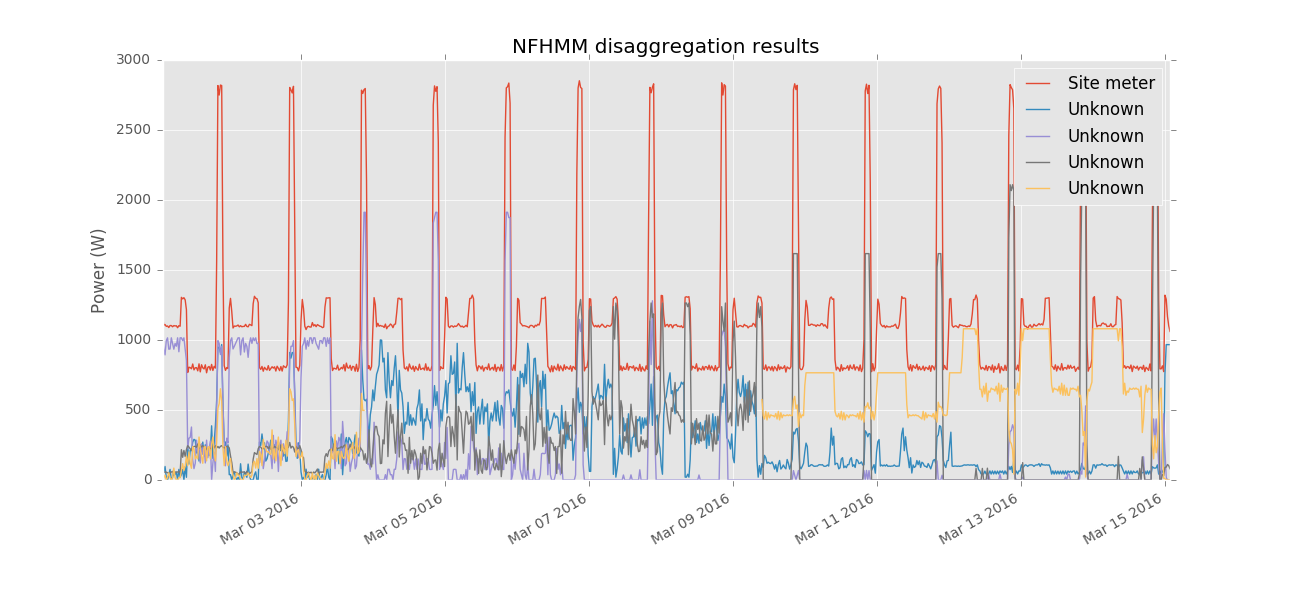 NFHMM disaggregation results
3000
2500
2000
1500
1000
500
0
Power (W)
Site meter
Unknown
Unknown
Unknown
Unknown
Mar 03 2016
Mar 05 2016
Mar 07 2016
Mar 09 2016
Mar 11 2016
Mar 13 2016
Mar 15 2016